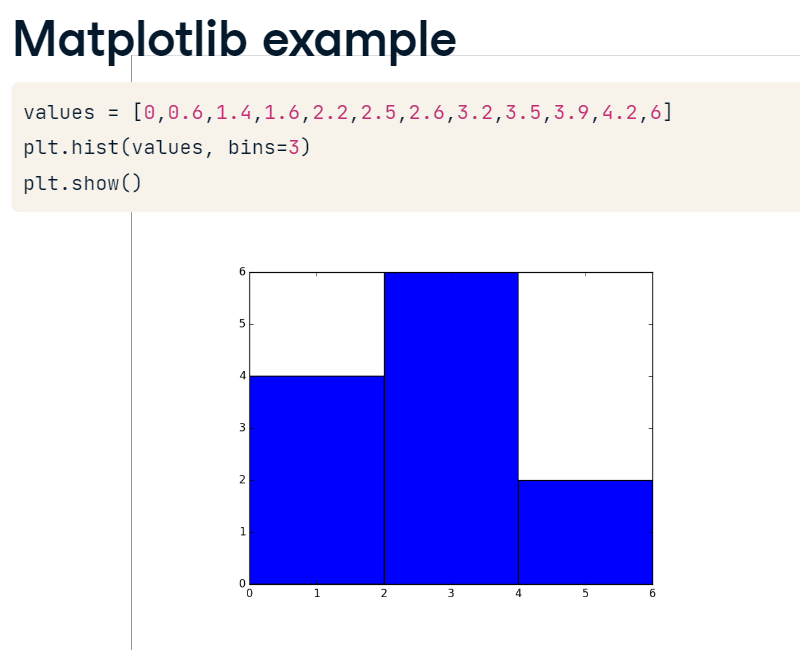 Matplotlib example
values = [0,0.6,1.4,1.6,2.2,2.5,2.6,3.2,3.5,3.9,4.2,6]
plt.hist(values, bins=3)
plt.show()
6
5
4
3
2
1
0
0 1 2 3 4 5 6